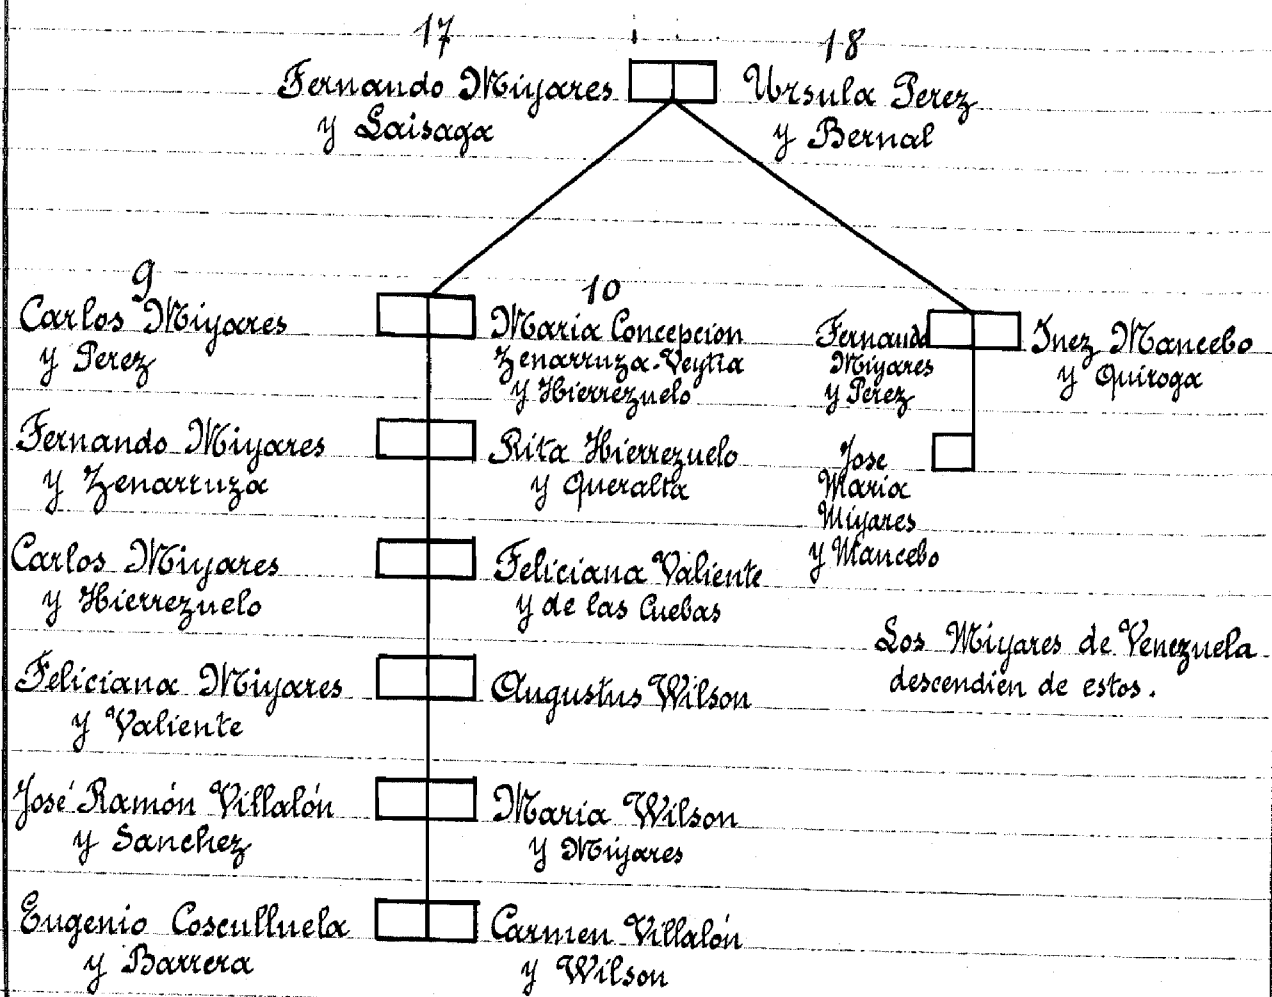 17
18
Fernando Miyares
y Laisaga
Ursula Perez
y Bernal
9
Carlos Miyares
y Perez
10
Maria Concepcion
Zenarruza-Veytia
y Hierrezuelo
Fernando
Miyares
y Perez
Inez Mancebo
y Quiroga
Fernando Miyares
y Zenarruza
Rita Hierrezuelo
y Queralta
Jose
Maria
Miyares
y Mancebo
Carlos Miyares
y Hierrezuelo
Feliciana Valiente
y de las Cuebas
Los Miyares de Venezuela
descendien de estos.
Feliciana Miyares
y Valiente
Augustus Wilson
José Ramón Villalón
y Sanchez
Maria Wilson
y Miyares
Eugenio Cosculluela
y Barrera
Carmen Villalón
y Wilson